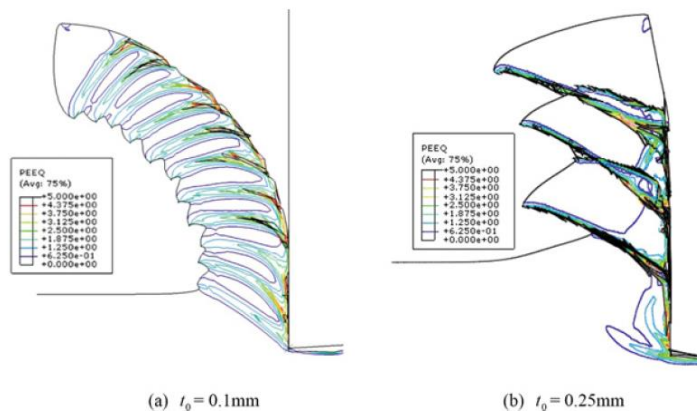 PEEQ
(Avg: 75%)
+5.000e+00
+4.375e+00
+3.750e+00
+3.125e+00
+2.500e+00
+1.875e+00
+1.250e+00
+6.250e-01
+0.000e+00
PEEQ
(Avg: 75%)
+5.000e+00
+4.375e+00
+3.750e+00
+3.125e+00
+2.500e+00
+1.875e+00
+1.250e+00
+6.250e-01
+0.000e+00
(a) t₀ = 0.1mm
(b) t₀ = 0.25mm